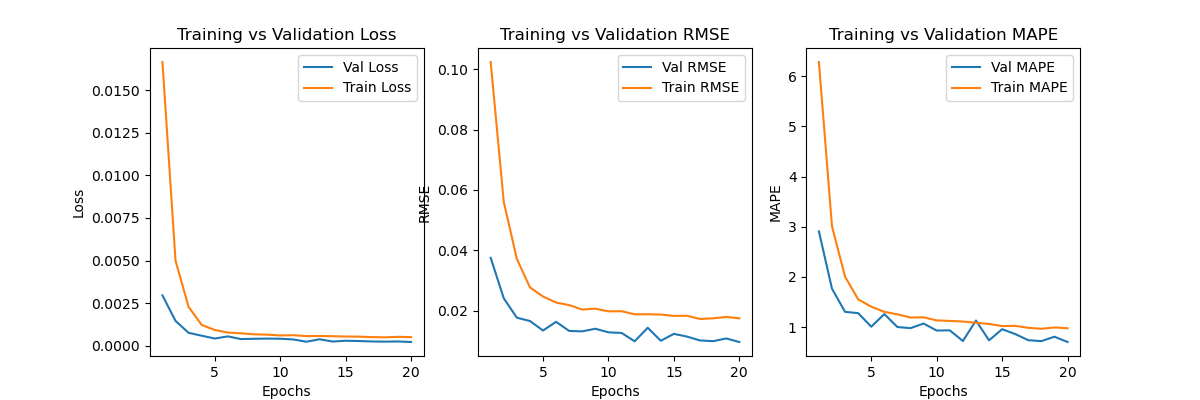 Training vs Validation Loss
Val Loss
Train Loss
0.0150
0.0125
0.0100
0.0075
0.0050
0.0025
0.0000
Loss
5
10
15
20
Epochs
Training vs Validation RMSE
Val RMSE
Train RMSE
0.10
0.08
0.06
0.04
0.02
RMSE
5
10
15
20
Epochs
Training vs Validation MAPE
Val MAPE
Train MAPE
6
5
4
3
2
1
MAPE
5
10
15
20
Epochs